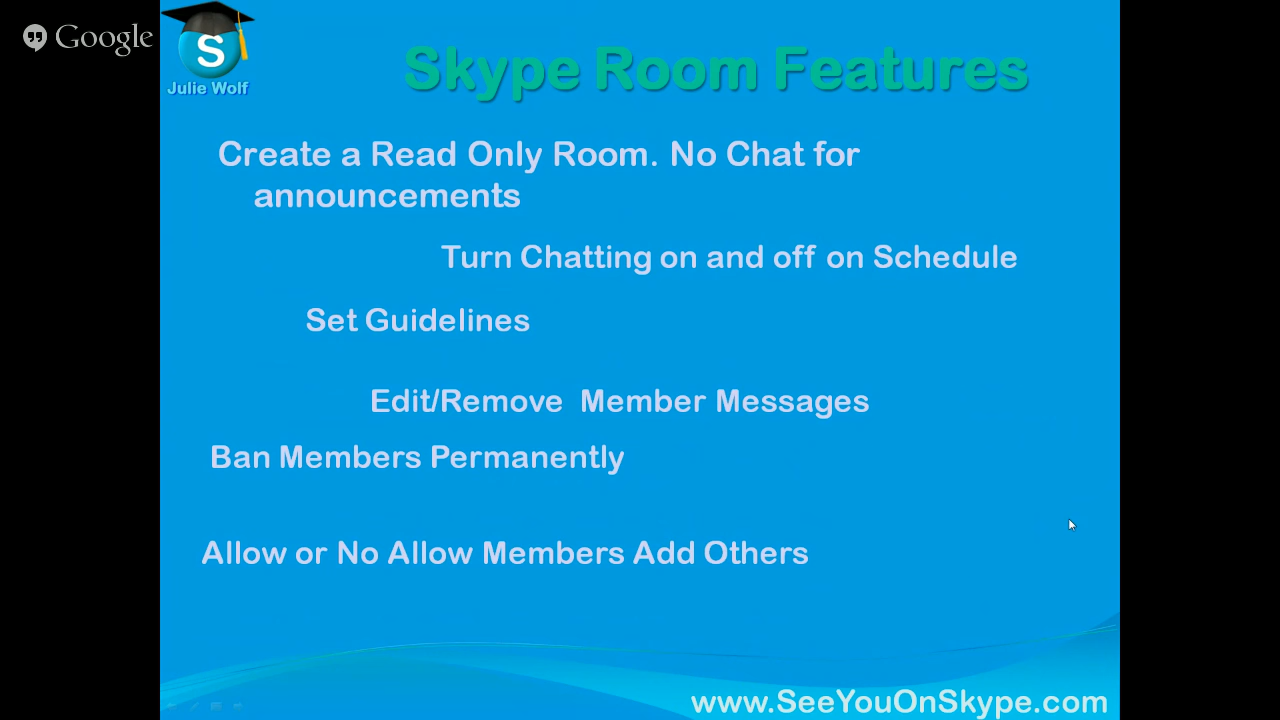 Google
S
Julie Wolf
Skype Room Features
Create a Read Only Room. No Chat for
announcements
Turn Chatting on and off on Schedule
Set Guidelines
Edit/Remove  Member Messages
Ban Members Permanently
Allow or No Allow Members Add Others
www.SeeYouOnSkype.com